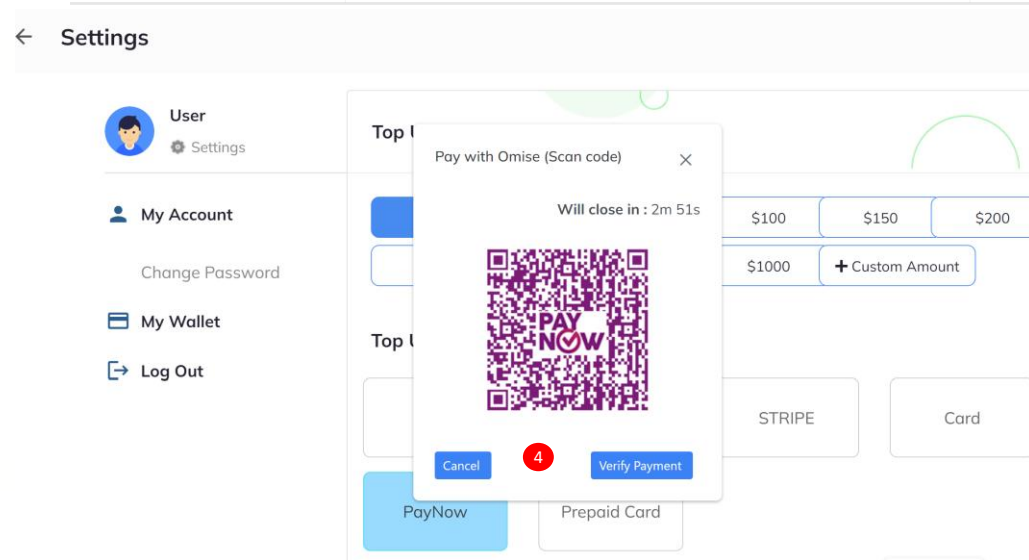 Settings
User
Settings
My Account
Change Password
My Wallet
Log Out
Top
Pay with Omise (Scan code)
Will close in : 2m 51s
PAY
NOW
Cancel
4
Verify Payment
$100
$150
$200
$1000
+ Custom Amount
Top
STRIPE
Card
PayNow
Prepaid Card